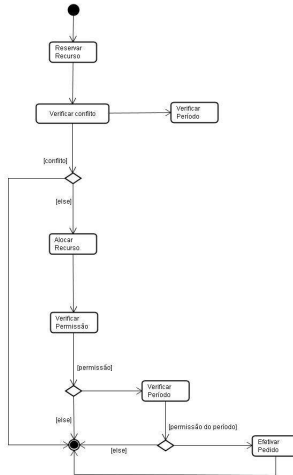 Reservar
Recurso
Verificar conflito
Verificar
Período
[conflito]
[else]
Alocar
Recurso
Verificar
Permissão
[permissão]
Verificar
Período
[else]
[permissão do período]
[else]
Efetivar
Pedido